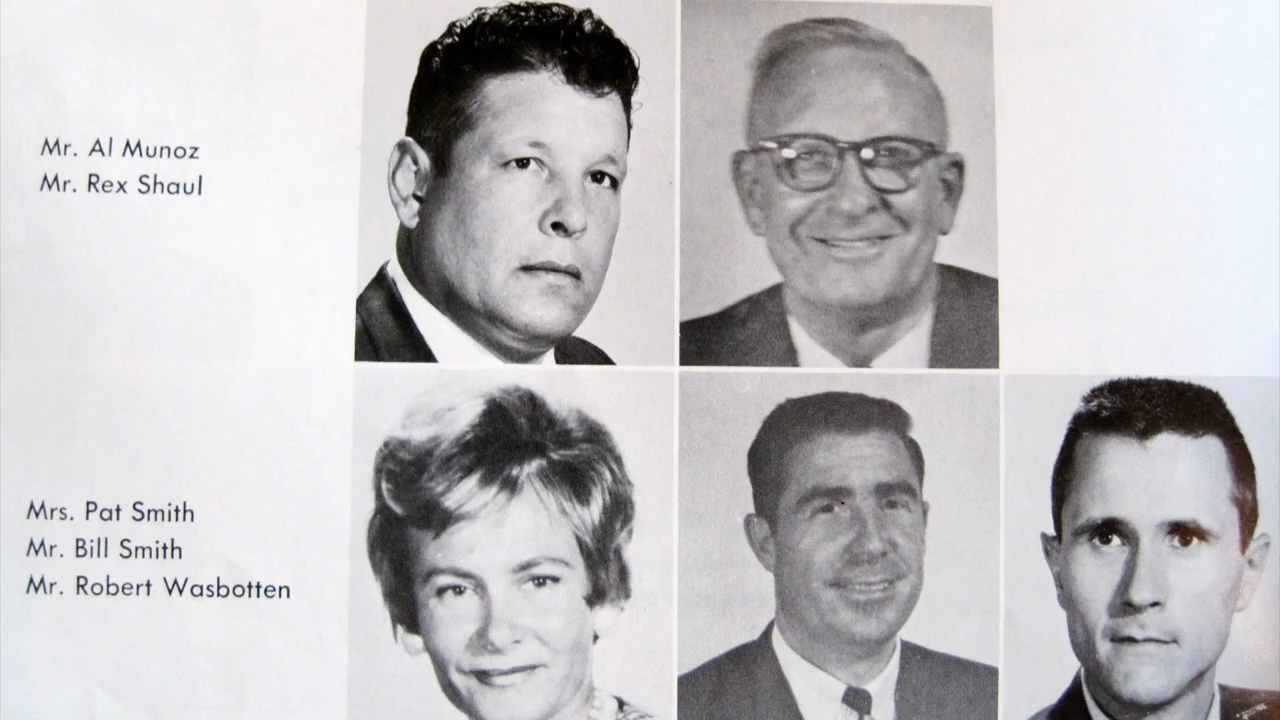 Mr. Al Munoz
Mr. Rex Shaul
Mrs. Pat Smith
Mr. Bill Smith
Mr. Robert Wasbotten